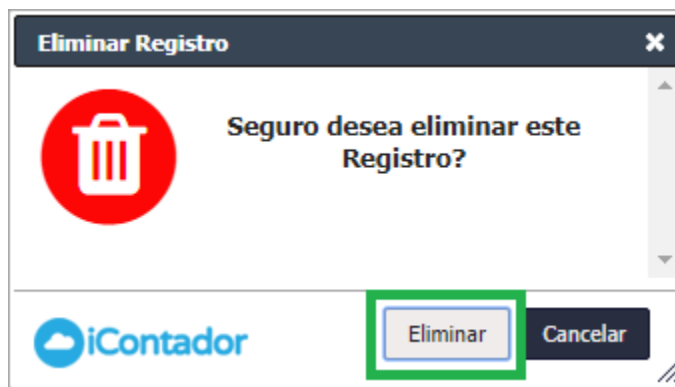 Eliminar Registro
Seguro desea eliminar este
Registro?
iContador
Eliminar
Cancelar